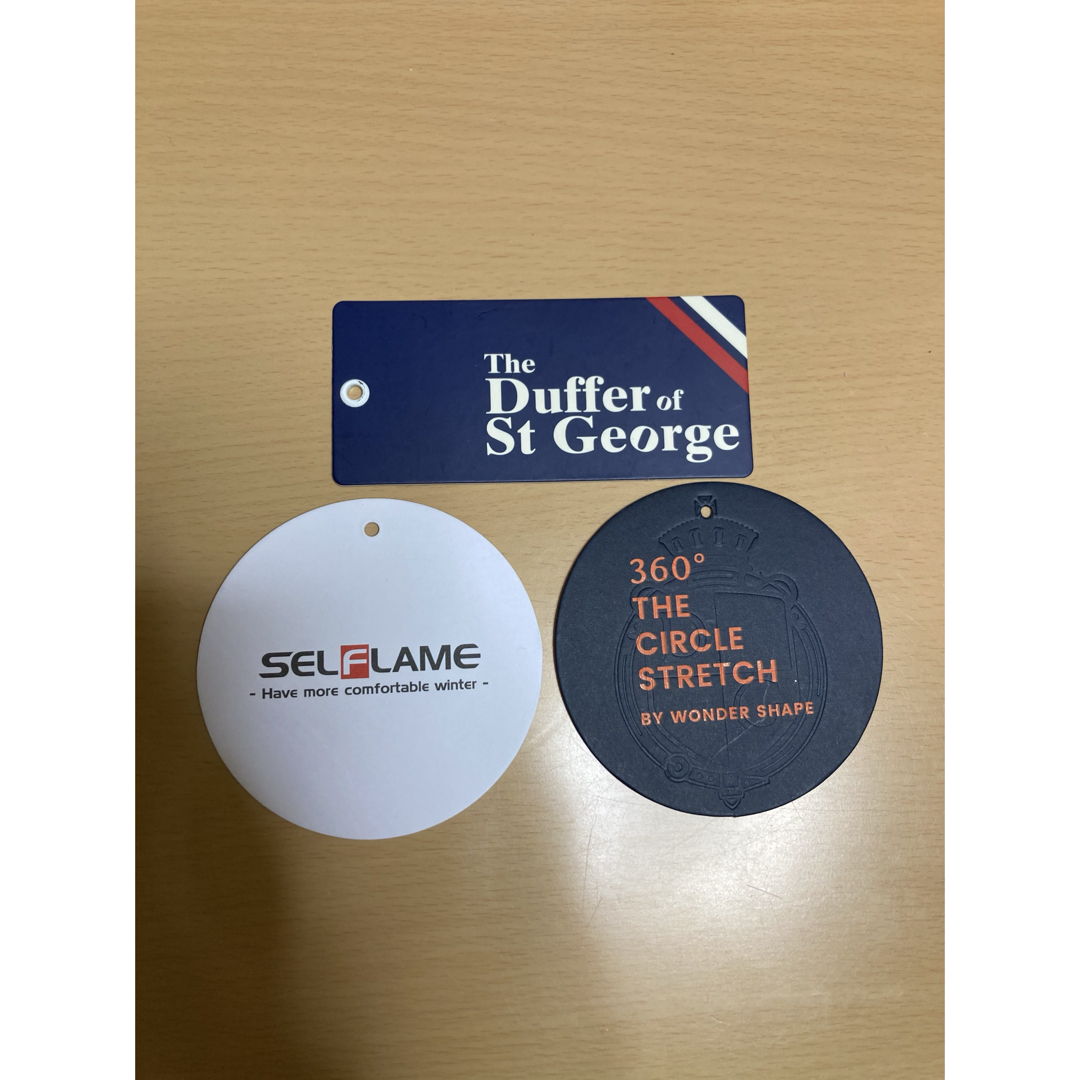 The
Duffer of
St George
SELFLAME
- Have more comfortable winter -
360°
THE
CIRCLE
STRETCH
BY WONDER SHAPE